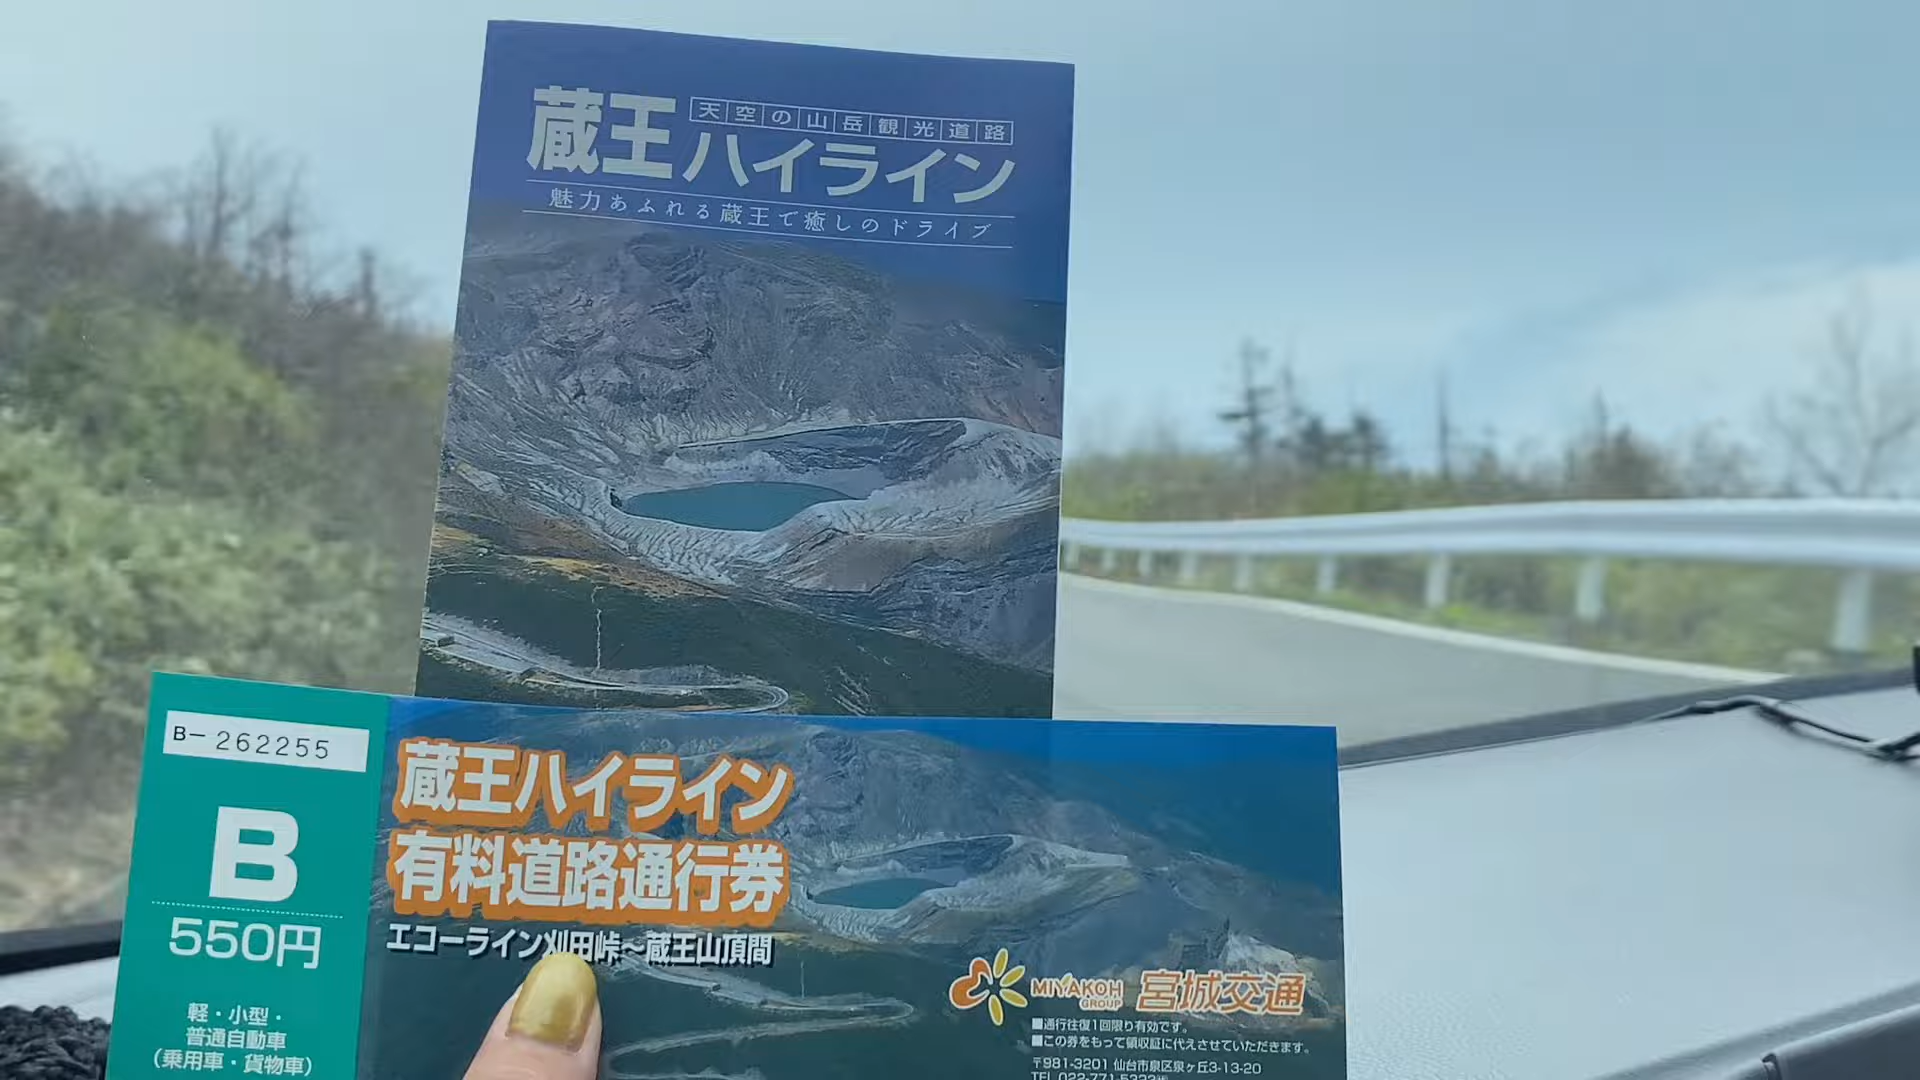 天空の山岳観光道路
蔵王ハイライン
魅力あふれる蔵王で癒しのドライブ
B-262255
B
550円
軽・小型・
普通自動車
(乗用車・貨物車)
蔵王ハイライン
有料道路通行券
エコーライン刈田峠～蔵王山頂間
MIYAKOH
GROUP
宮城交通
■通行往復1回限り有効です。
■この券をもって領収証に代えさせていただきます。
〒981-3201 仙台市泉区泉ヶ丘3-13-20
TEL 022-771-